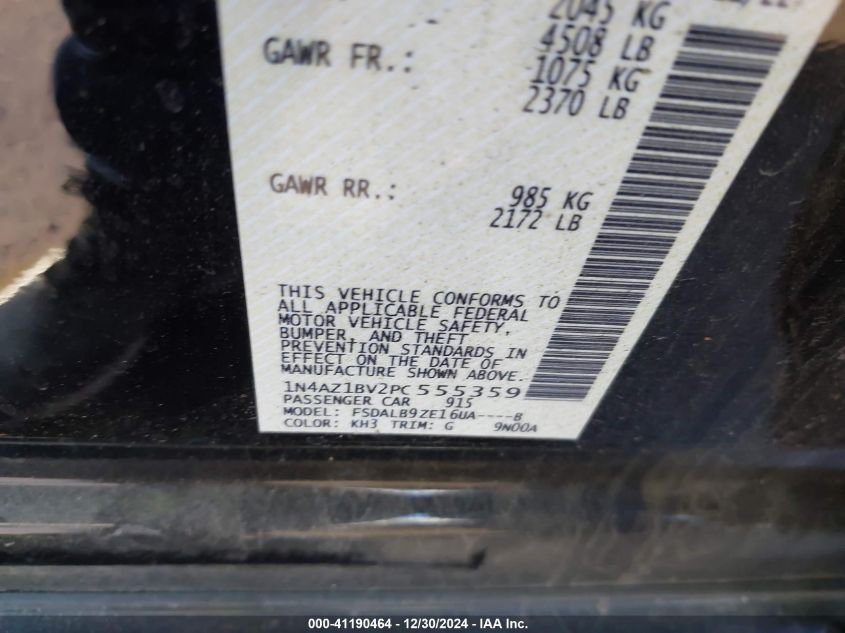 2045 KG
4508 LB
GAWR FR.: 1075 KG
2370 LB
GAWR RR.: 985 KG
2172 LB
THIS VEHICLE CONFORMS TO
ALL APPLICABLE FEDERAL
MOTOR VEHICLE SAFETY,
BUMPER, AND THEFT
PREVENTION STANDARDS IN
EFFECT ON THE DATE OF
MANUFACTURE SHOWN ABOVE.
1N4AZ1BV2PC555359
PASSENGER CAR 915
MODEL: FSDALB9ZE16UA----B
COLOR: KH3 TRIM: G 9N00A
000-41190464 - 12/30/2024 - IAA Inc.